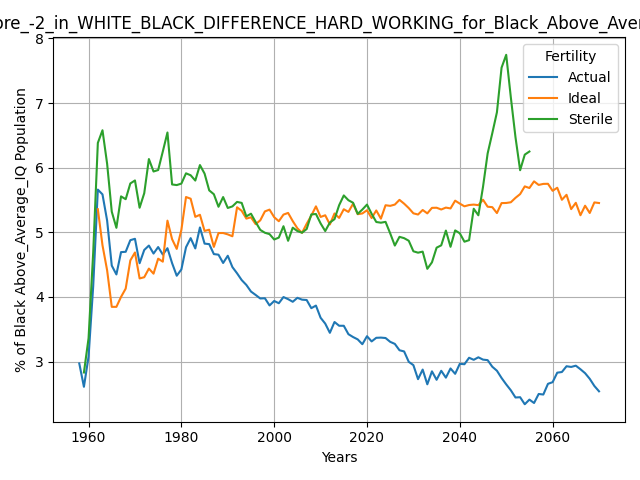 ore_-2_in_WHITE_BLACK_DIFFERENCE_HARD_WORKING_for_Black_Above_Aver
Fertility
Actual
Ideal
Sterile
% of Black Above_Average_IQ Population
8
7
6
5
4
3
1960
1980
2000
2020
2040
2060
Years